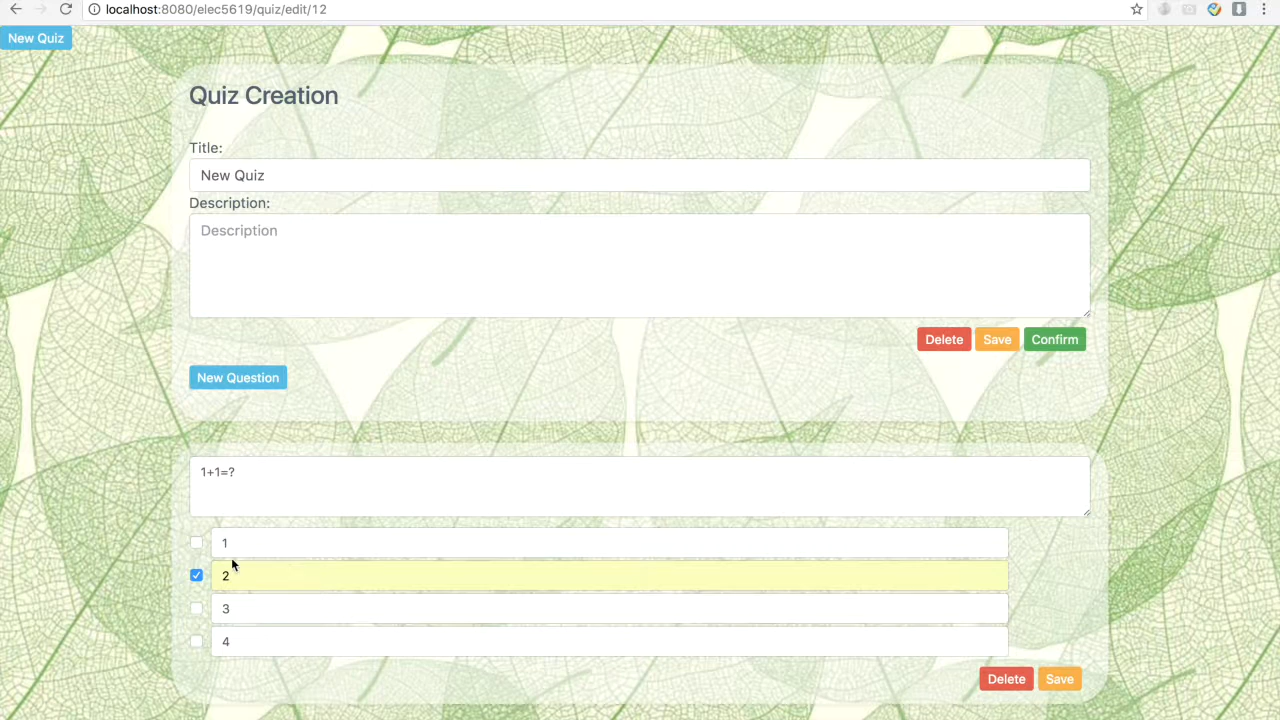 localhost:8080/elec5619/quiz/edit/12
New Quiz
Quiz Creation
Title:
New Quiz
Description:
Description
Delete Save Confirm
New Question
1+1=?
1
2
3
4
Delete Save